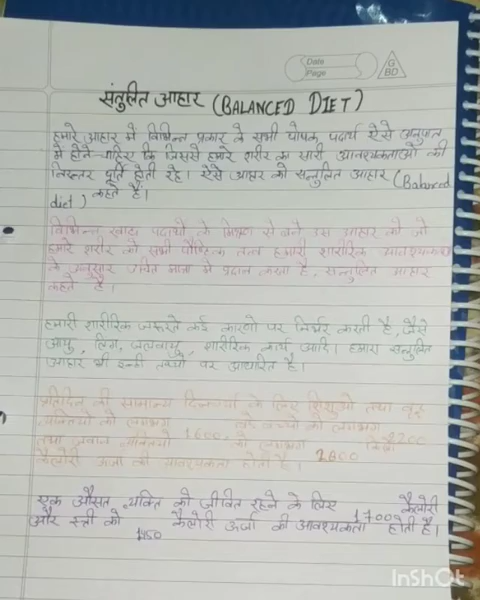 Date
Page
G
BD
संतुलित आहार (BALANCED DIET)
हमारे आहार में विभिन्न प्रकार के सभी पोषक पदार्थ ऐसे अनुपात
में होने चाहिए कि जिससे हमारे शरीर की सारी आवश्यकताओं की
निरन्तर पूर्ति होती रहे। ऐसे आहार को सन्तुलित आहार (Balanced
diet) कहते हैं।
विभिन्न खाद्य पदार्थों के मिश्रण से बने उस आहार को जो
हमारे शरीर को सभी पौष्टिक तत्व हमारी शारीरिक आवश्यकता
के अनुसार उचित मात्रा में प्रदान करता है, सन्तुलित आहार
कहते है।
हमारी शारीरिक जरूरते कई कारणो पर निर्भर करती है, जैसे
आयु, लिंग, जलवायु, शारीरिक कार्य आदि। हमारा सन्तुलित
आहार भी इन्ही तथ्यो पर आधारित है।
प्रतिदिन की सामान्य दिनचर्या के लिए शिशुओ तथा वृद्ध
व्यक्तियो को लगभग 1600, बड़े बच्चो को लगभग 2200
तथा जवान व्यक्तियो को लगभग 2800
कैलोरी ऊर्जा की आवश्यकता होती है।
एक औसत व्यक्ति को जीवित रहने के लिए 1700 कैलोरी
और स्त्री को 1450 कैलोरी ऊर्जा की आवश्यकता होती है।
InShOt